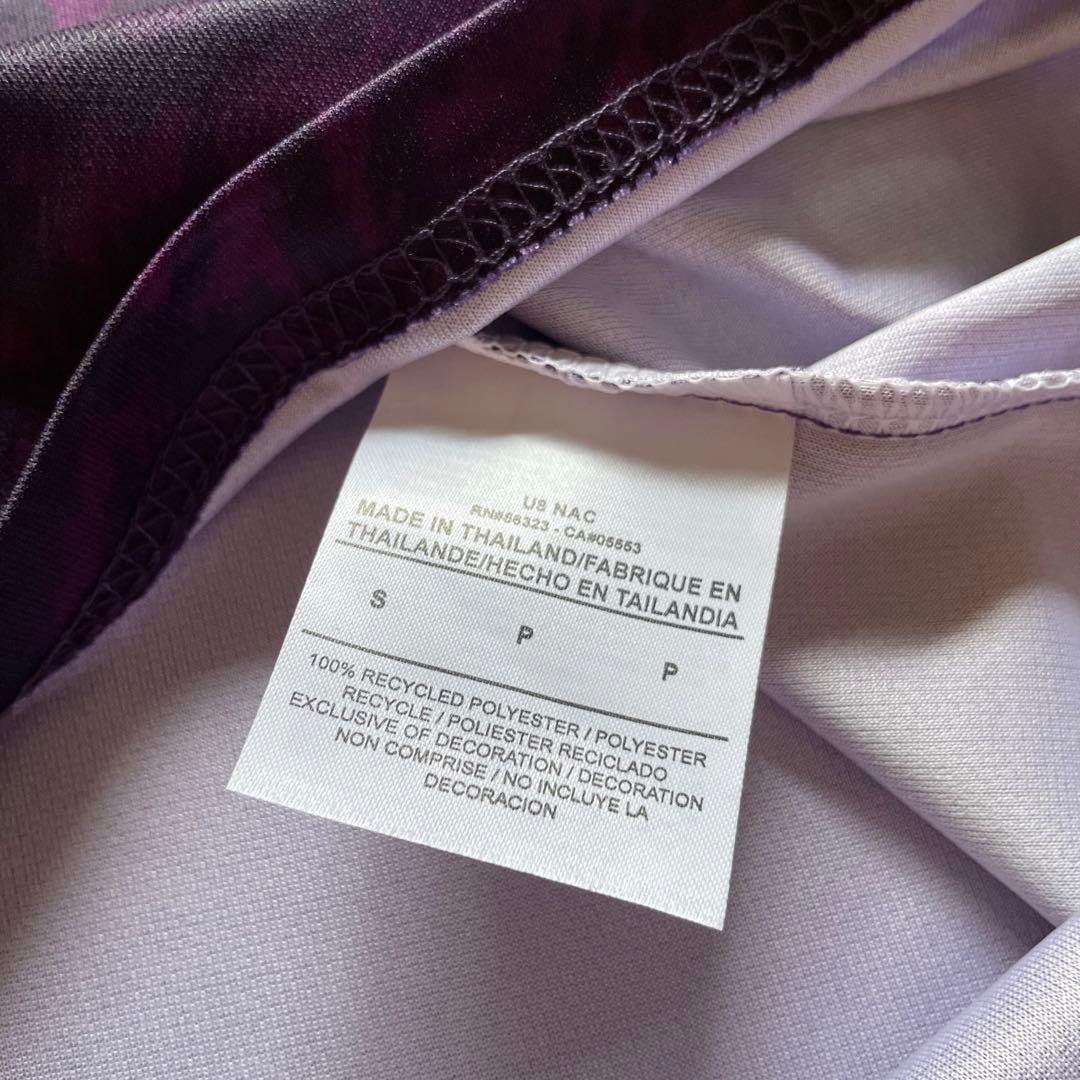 US NAC
RN#56323 - CA#05553
MADE IN THAILAND/FABRIQUE EN
THAILANDE/HECHO EN TAILANDIA
S P P
100% RECYCLED POLYESTER / POLYESTER
RECYCLE / POLIESTER RECICLADO
EXCLUSIVE OF DECORATION / DECORATION
NON COMPRISE / NO INCLUYE LA
DECORACION